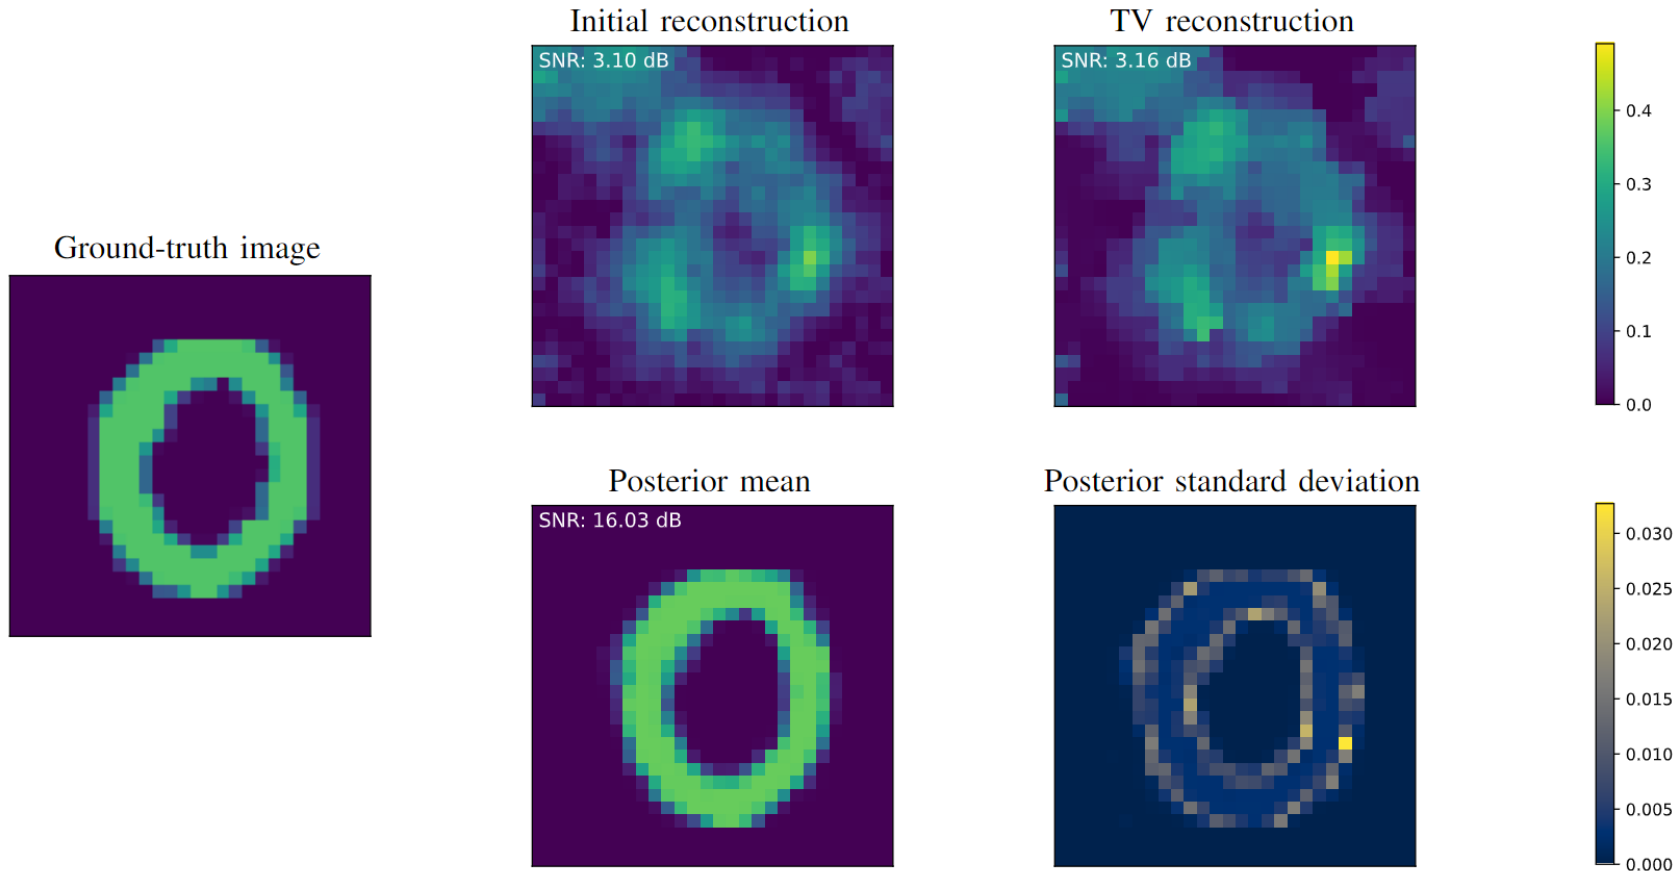 Initial reconstruction
TV reconstruction
SNR: 3.10 dB
SNR: 3.16 dB
0.4
0.3
0.2
0.1
0.0
Ground-truth image
Posterior mean
Posterior standard deviation
SNR: 16.03 dB
0.030
0.025
0.020
0.015
0.010
0.005
0.000